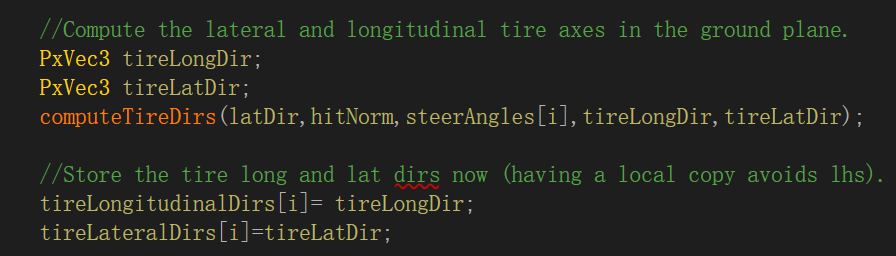 //Compute the lateral and longitudinal tire axes in the ground plane.
PxVec3 tireLongDir;
PxVec3 tireLatDir;
computeTireDirs(latDir,hitNorm,steerAngles[i],tireLongDir,tireLatDir);
//Store the tire long and lat dirs now (having a local copy avoids lhs).
tireLongitudinalDirs[i]= tireLongDir;
tireLateralDirs[i]=tireLatDir;